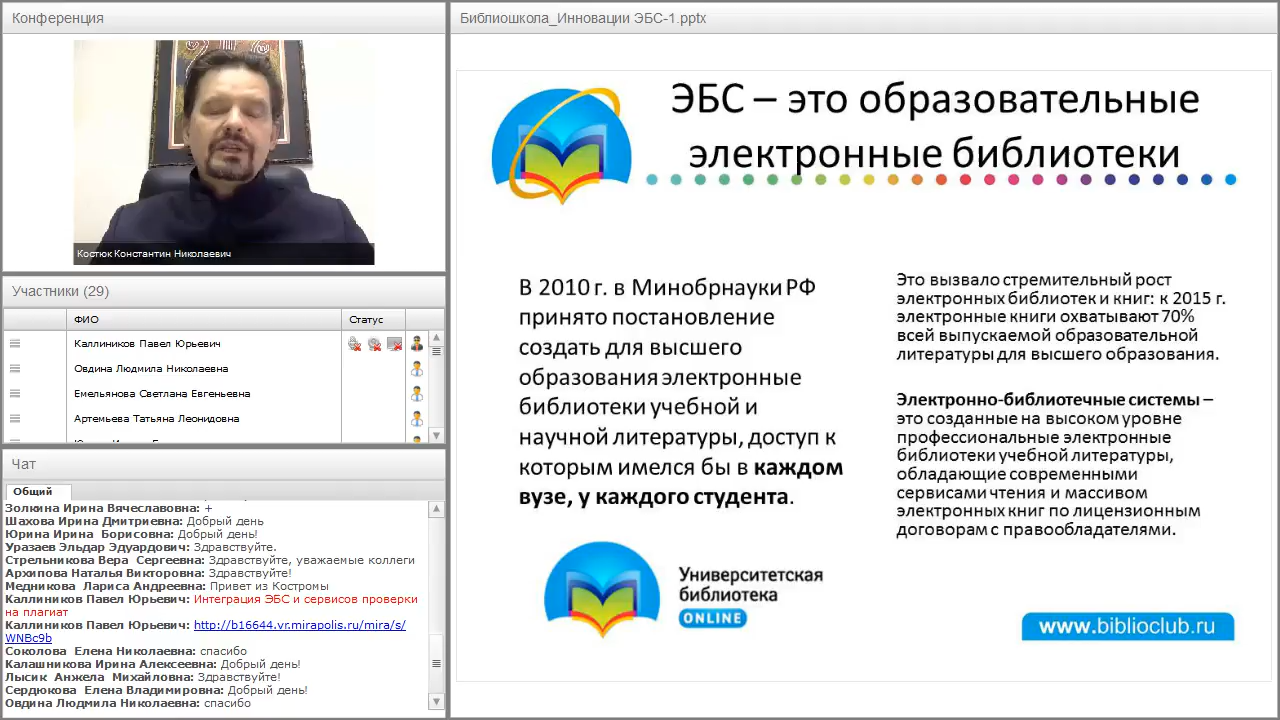 Конференция
Костюк Константин Николаевич
Участники (29)
ФИО
Статус
Каллиников Павел Юрьевич
Овдина Людмила Николаевна
Емельянова Светлана Евгеньевна
Артемьева Татьяна Леонидовна
Чат
Общий
Золкина Ирина Вячеславовна: +
Шахова Ирина Дмитриевна: Добрый день
Юрина Ирина Борисовна: Добрый день!
Уразаев Эльдар Эдуардович: Здравствуйте.
Стрельникова Вера Сергеевна: Здравствуйте, уважаемые коллеги
Архипова Наталья Викторовна: Здравствуйте!
Медникова Лариса Андреевна: Привет из Костромы
Каллиников Павел Юрьевич: Интеграция ЭБС и сервисов проверки
на плагиат
Каллиников Павел Юрьевич: http://b16644.vr.mirapolis.ru/mira/s/
WNBc9b
Соколова Елена Николаевна: спасибо
Калашникова Ирина Алексеевна: Добрый день!
Лысик Анжела Михайловна: Здравствуйте!
Сердюкова Елена Владимировна: Добрый день!
Овдина Людмила Николаевна: спасибо
Библиошкола_Инновации ЭБС-1.pptx
ЭБС – это образовательные
электронные библиотеки
В 2010 г. в Минобрнауки РФ
принято постановление
создать для высшего
образования электронные
библиотеки учебной и
научной литературы, доступ к
которым имелся бы в каждом
вузе, у каждого студента.
Это вызвало стремительный рост
электронных библиотек и книг: к 2015 г.
электронные книги охватывают 70%
всей выпускаемой образовательной
литературы для высшего образования.
Электронно-библиотечные системы –
это созданные на высоком уровне
профессиональные электронные
библиотеки учебной литературы,
обладающие современными
сервисами чтения и массивом
электронных книг по лицензионным
договорам с правообладателями.
Университетская
библиотека
ONLINE
www.biblioclub.ru